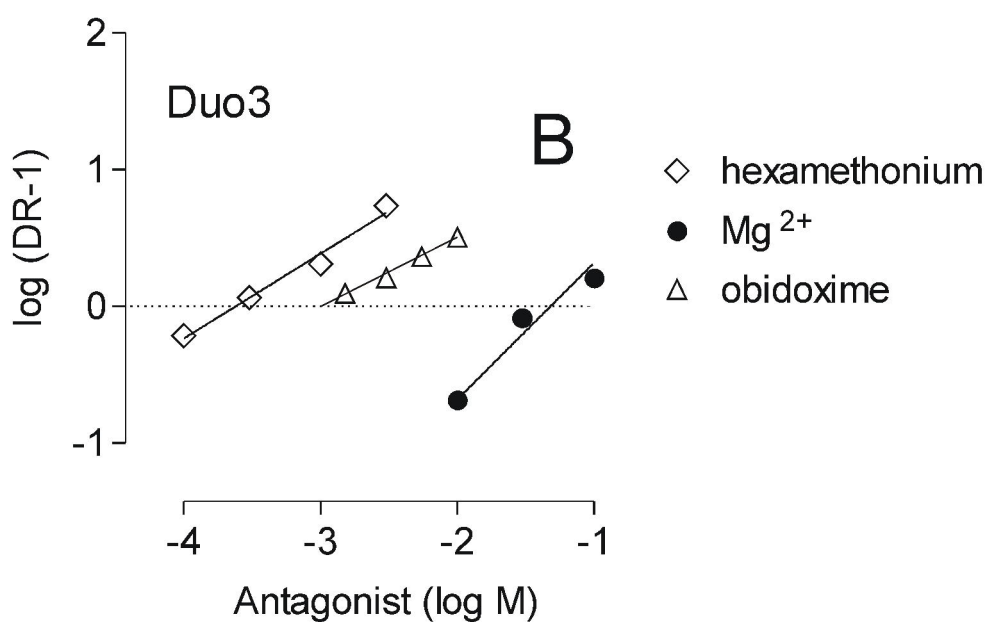 2
Duo3
B
1
hexamethonium
Mg 2+
obidoxime
0
-1
log (DR-1)
-4 -3 -2 -1
Antagonist (log M)